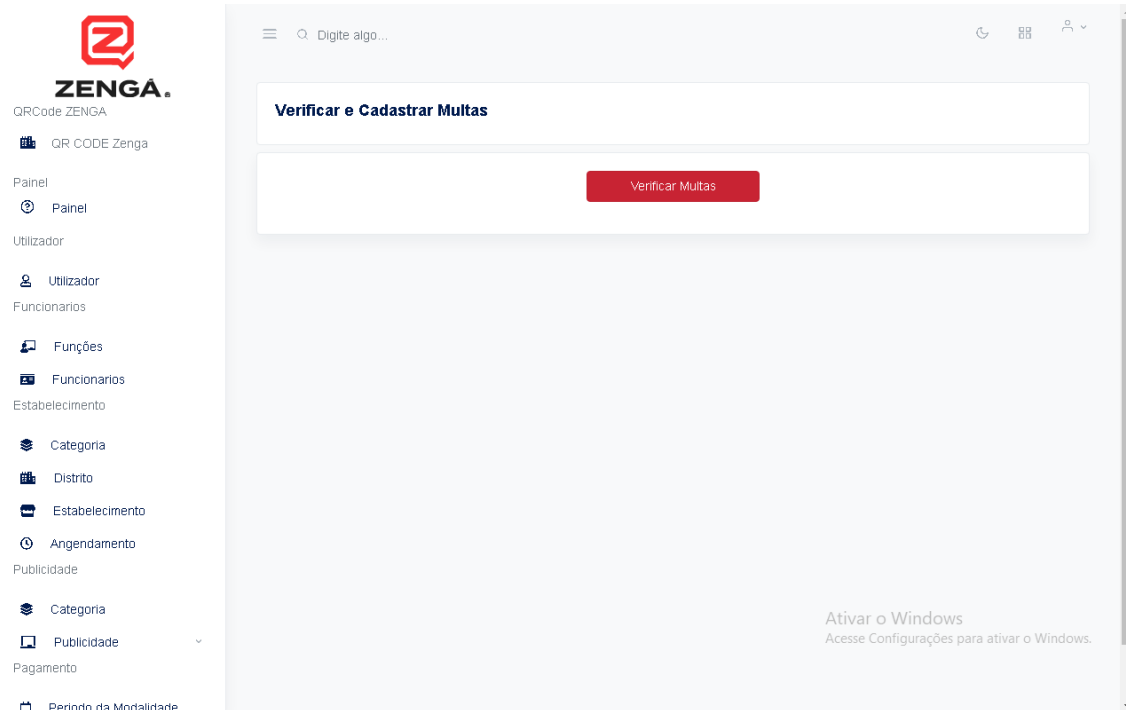 ZENGÁ.
QRCode ZENGA
QR CODE Zenga
Painel
Painel
Utilizador
Utilizador
Funcionarios
Funções
Funcionarios
Estabelecimento
Categoria
Distrito
Estabelecimento
Angendamento
Publicidade
Categoria
Publicidade
Pagamento
Periodo da Modalidade
Digite algo...
Verificar e Cadastrar Multas
Verificar Multas
Ativar o Windows
Acesse Configurações para ativar o Windows.